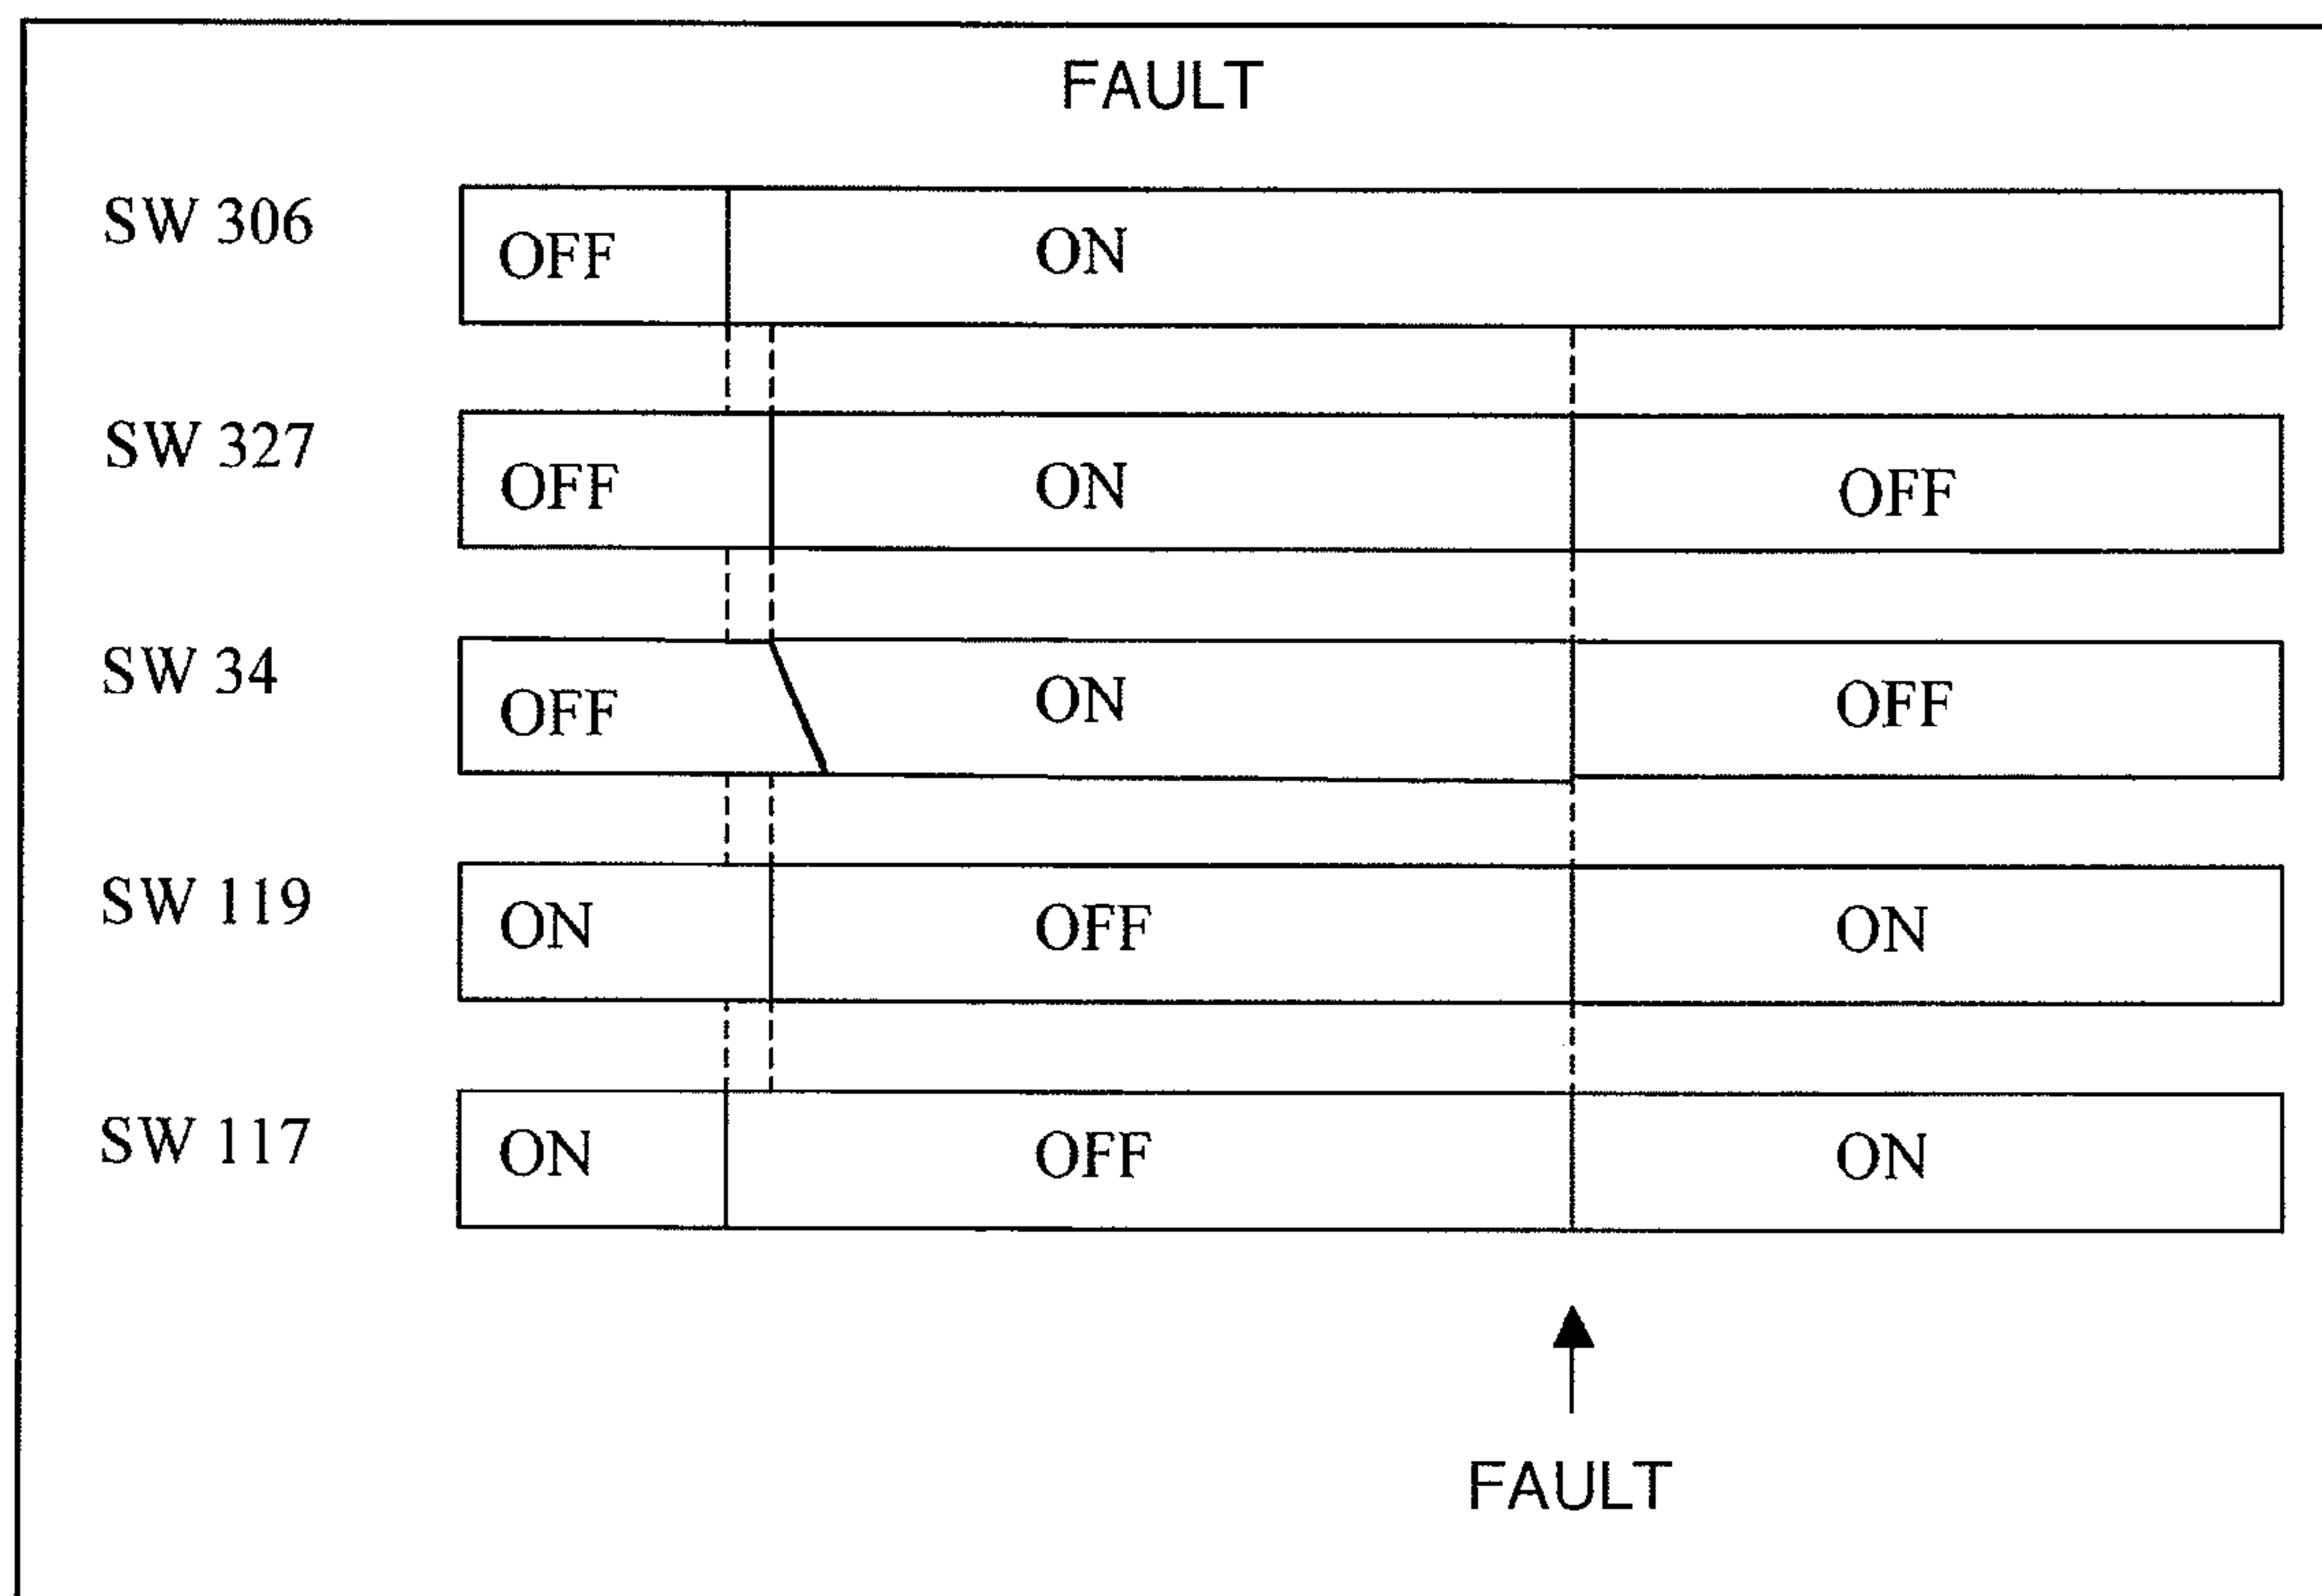 FAULT
SW 306 OFF ON
SW 327 OFF ON OFF
SW 34 OFF ON OFF
SW 119 ON OFF ON
SW 117 ON OFF ON
FAULT